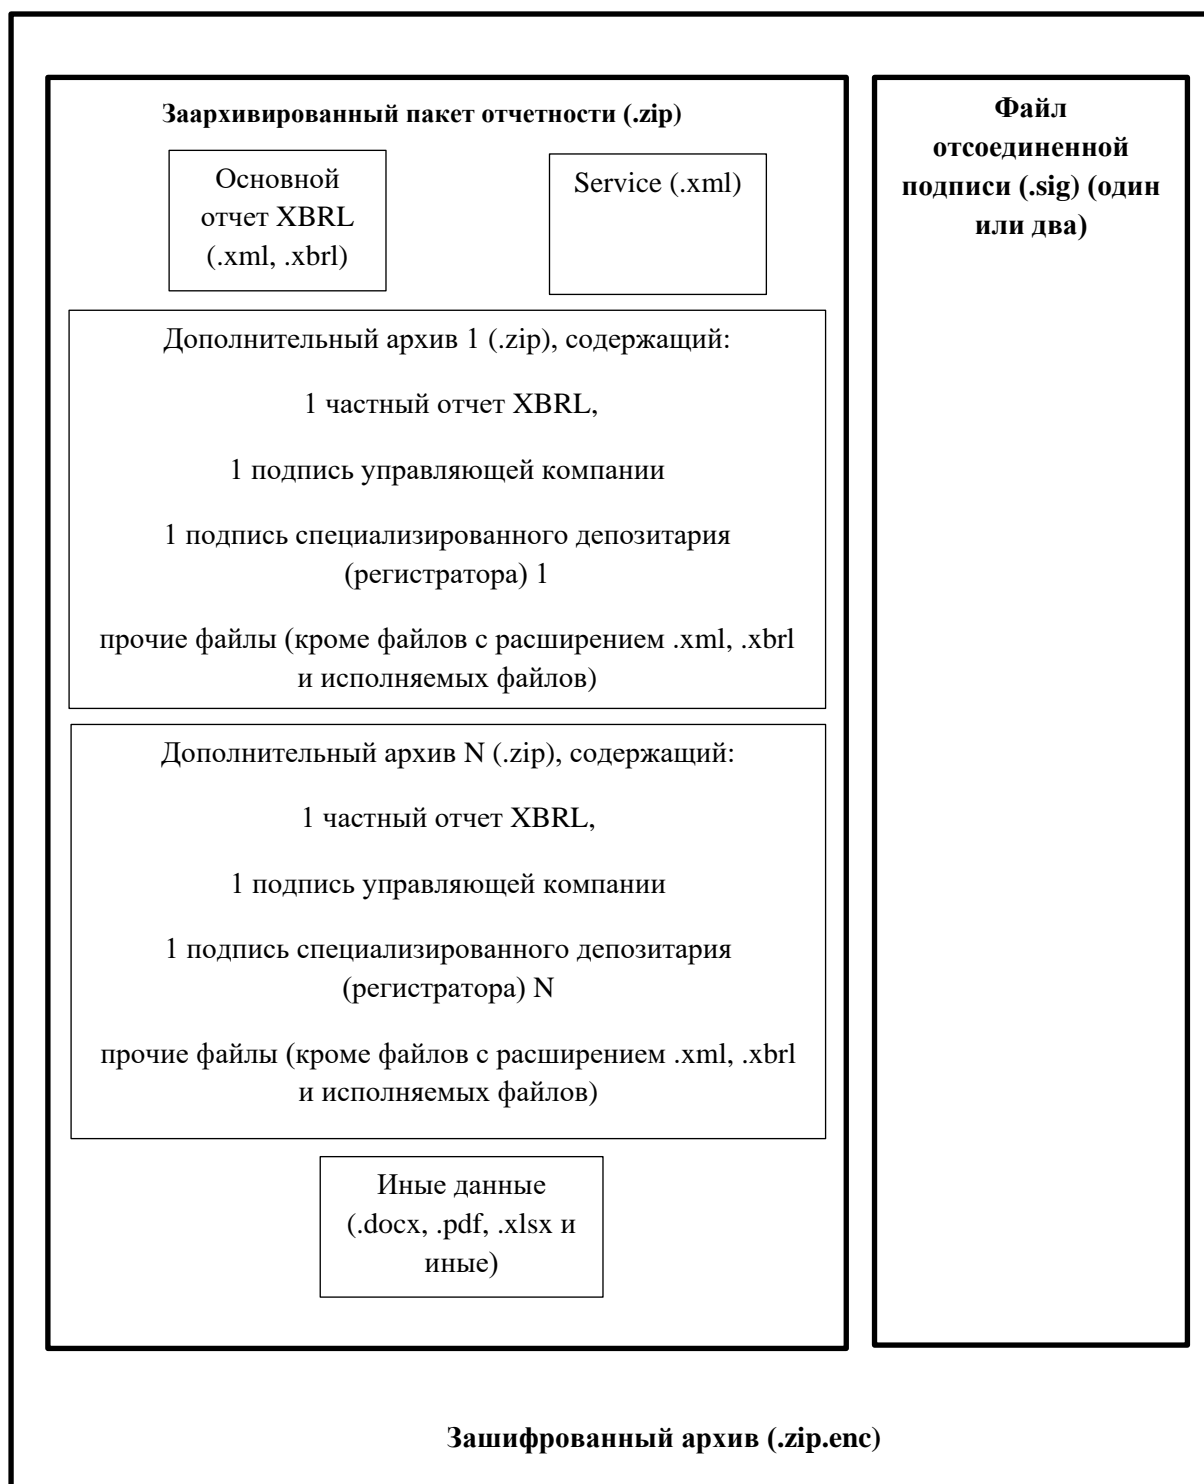 Заархивированный пакет отчетности (.zip)
Основной
отчет XBRL
(.xml, .xbrl)
Service (.xml)
Дополнительный архив 1 (.zip), содержащий:
1 частный отчет XBRL,
1 подпись управляющей компании
1 подпись специализированного депозитария
(регистратора) 1
прочие файлы (кроме файлов с расширением .xml, .xbrl
и исполняемых файлов)
Дополнительный архив N (.zip), содержащий:
1 частный отчет XBRL,
1 подпись управляющей компании
1 подпись специализированного депозитария
(регистратора) N
прочие файлы (кроме файлов с расширением .xml, .xbrl
и исполняемых файлов)
Иные данные
(.docx, .pdf, .xlsx и
иные)
Файл
отсоединенной
подписи (.sig) (один
или два)
Зашифрованный архив (.zip.enc)